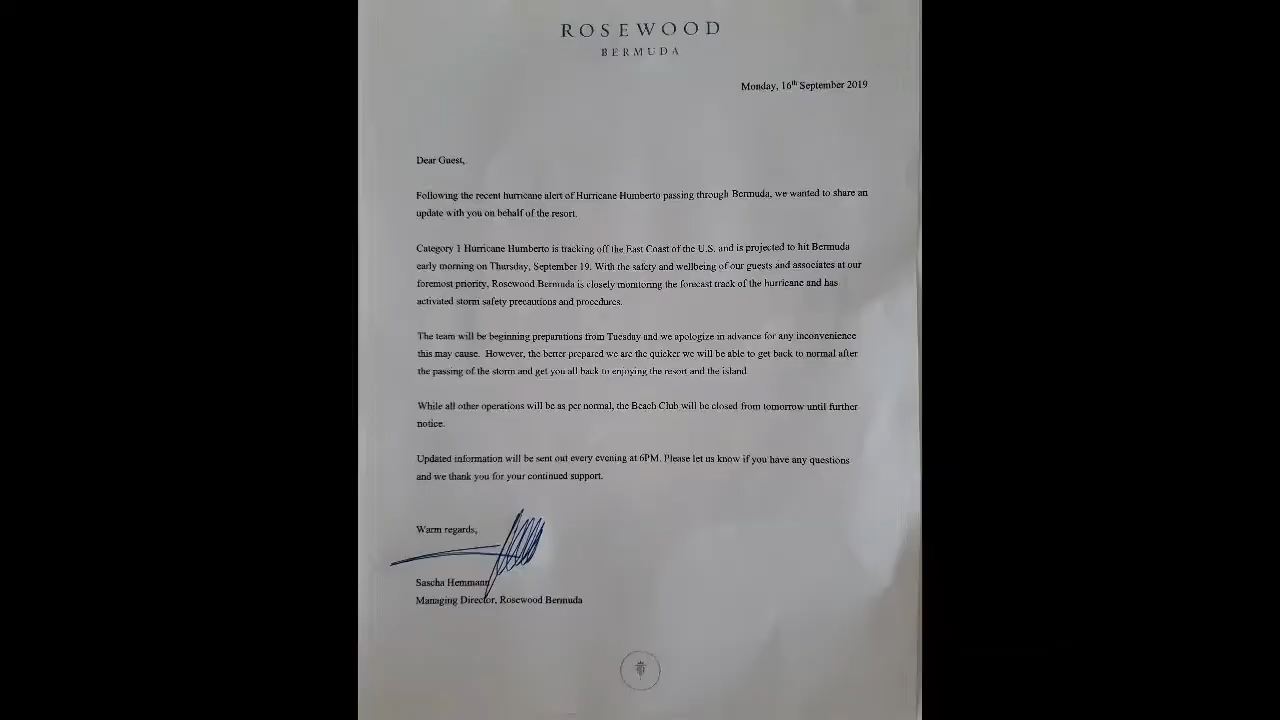 ROSEWOOD
BERMUDA
Monday, 16th September 2019
Dear Guest,
Following the recent hurricane alert of Hurricane Humberto passing through Bermuda, we wanted to share an
update with you on behalf of the resort.
Category 1 Hurricane Humberto is tracking off the East Coast of the U.S. and is projected to hit Bermuda
early morning on Thursday, September 19. With the safety and wellbeing of our guests and associates at our
foremost priority, Rosewood Bermuda is closely monitoring the forecast track of the hurricane and has
activated storm safety precautions and procedures.
The team will be beginning preparations from Tuesday and we apologize in advance for any inconvenience
this may cause. However, the better prepared we are the quicker we will be able to get back to normal after
the passing of the storm and get you all back to enjoying the resort and the island
While all other operations will be as per normal, the Beach Club will be closed from tomorrow until further
notice.
Updated information will be sent out every evening at 6PM. Please let us know if you have any questions
and we thank you for your continued support.
Warm regards,
Sascha Hemmann
Managing Director, Rosewood Bermuda